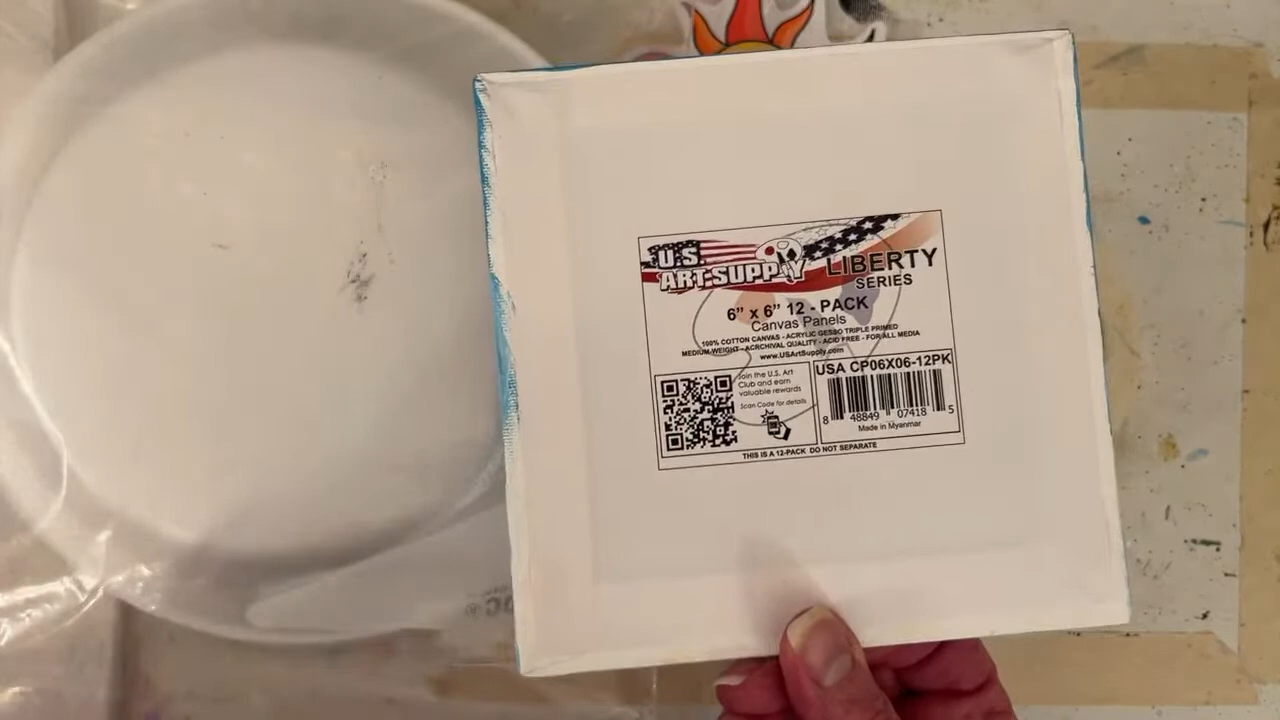 U.S.
ART SUPPLY
LIBERTY
SERIES
6” x 6” 12 - PACK
Canvas Panels
100% COTTON CANVAS - ACRYLIC GESSO TRIPLE PRIMED
MEDIUM-WEIGHT - ACRCHIVAL QUALITY - ACID FREE - FOR ALL MEDIA
www.USArtSupply.com
Join the U.S. Art
Club and earn
valuable rewards
Scan Code for details
USA CP06X06-12PK
8 48849 07418 5
Made in Myanmar
THIS IS A 12-PACK DO NOT SEPARATE